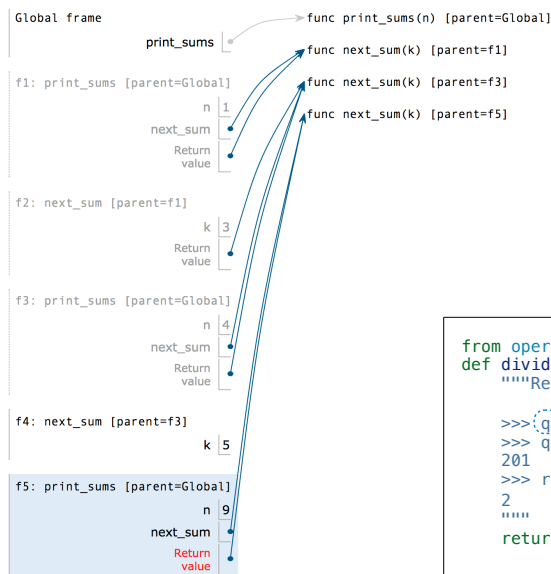 Global frame
print_sums
func print_sums(n) [parent=Global]
func next_sum(k) [parent=f1]
func next_sum(k) [parent=f3]
func next_sum(k) [parent=f5]
f1: print_sums [parent=Global]
n 1
next_sum
Return
value
f2: next_sum [parent=f1]
k 3
Return
value
f3: print_sums [parent=Global]
n 4
next_sum
Return
value
f4: next_sum [parent=f3]
k 5
f5: print_sums [parent=Global]
n 9
next_sum
Return
value
from oper
def divid
"""Re
>>> q
>>> q
201
>>> r
2
"""
retur